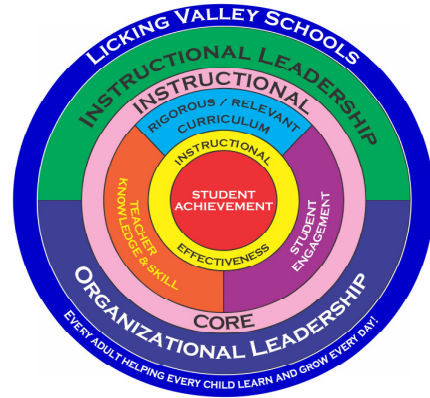 LICKING VALLEY SCHOOLS
INSTRUCTIONAL LEADERSHIP
INSTRUCTIONAL
RIGOROUS / RELEVANT
CURRICULUM
INSTRUCTIONAL
STUDENT
ACHIEVEMENT
TEACHER
KNOWLEDGE & SKILL
STUDENT
ENGAGEMENT
EFFECTIVENESS
CORE
ORGANIZATIONAL LEADERSHIP
EVERY ADULT HELPING EVERY CHILD LEARN AND GROW EVERY DAY!